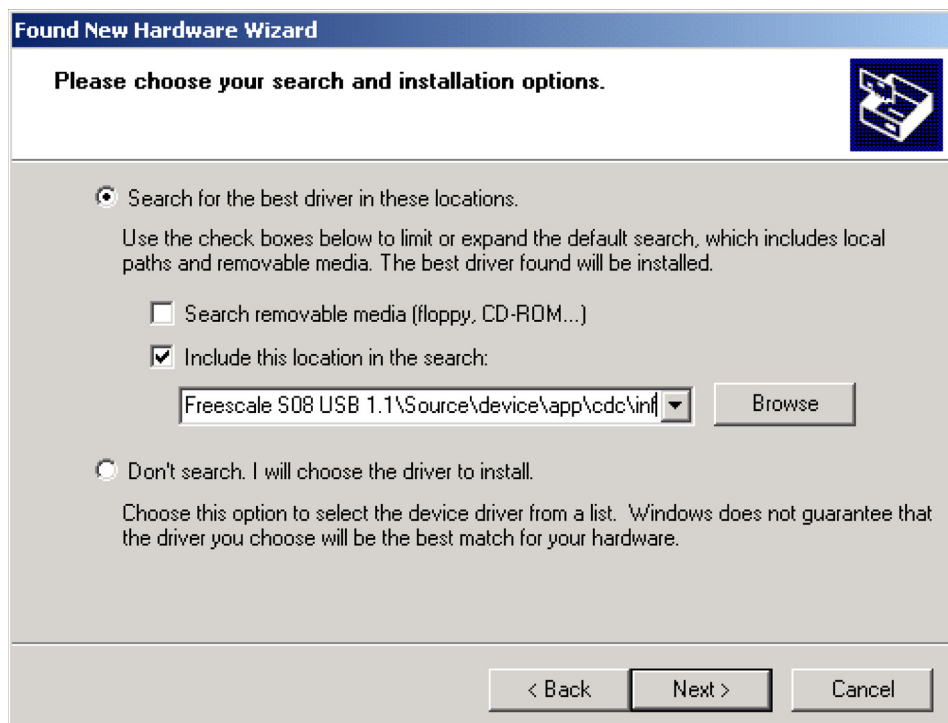 Found New Hardware Wizard
Please choose your search and installation options.
Search for the best driver in these locations.
Use the check boxes below to limit or expand the default search, which includes local
paths and removable media. The best driver found will be installed.
Search removable media (floppy, CD-ROM...)
Include this location in the search:
Freescale S08 USB 1.1\Source\device\app\cdc\inf
Browse
Don't search. I will choose the driver to install.
Choose this option to select the device driver from a list.  Windows does not guarantee that
the driver you choose will be the best match for your hardware.
< Back
Next >
Cancel